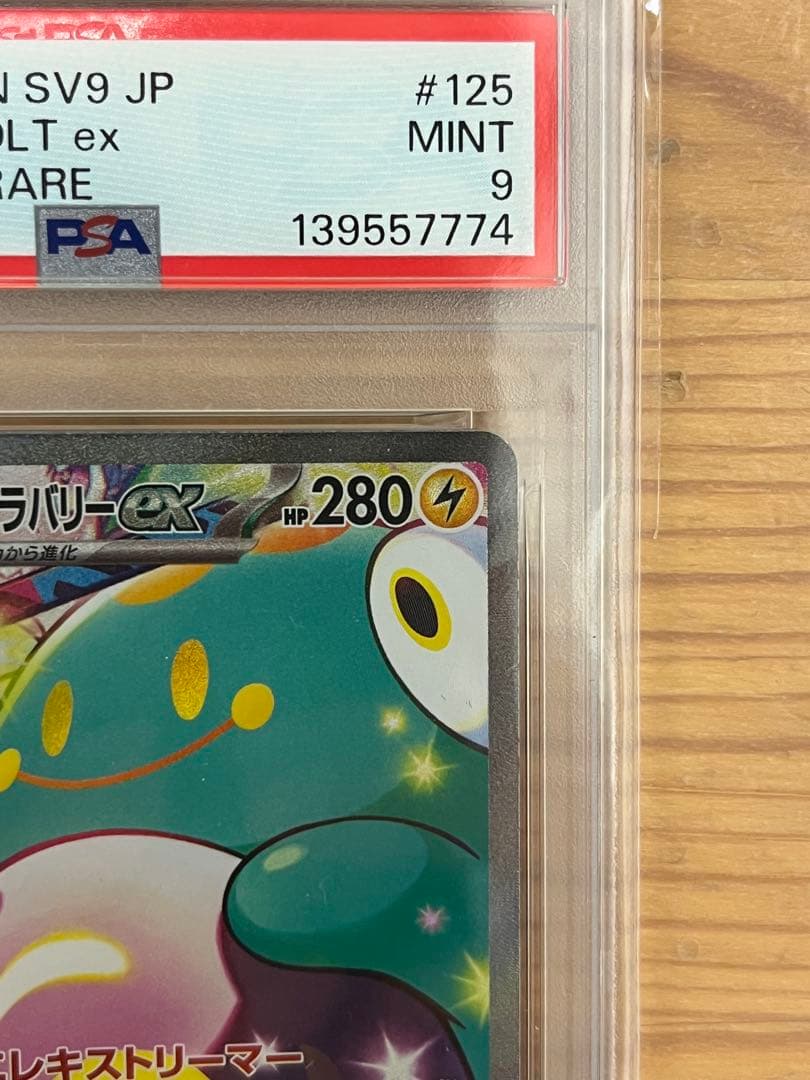 N SV9 JP #125
OLT ex MINT
RARE 9
PSA 139557774
ラバリーex HP280
から進化
エレキストリーマー